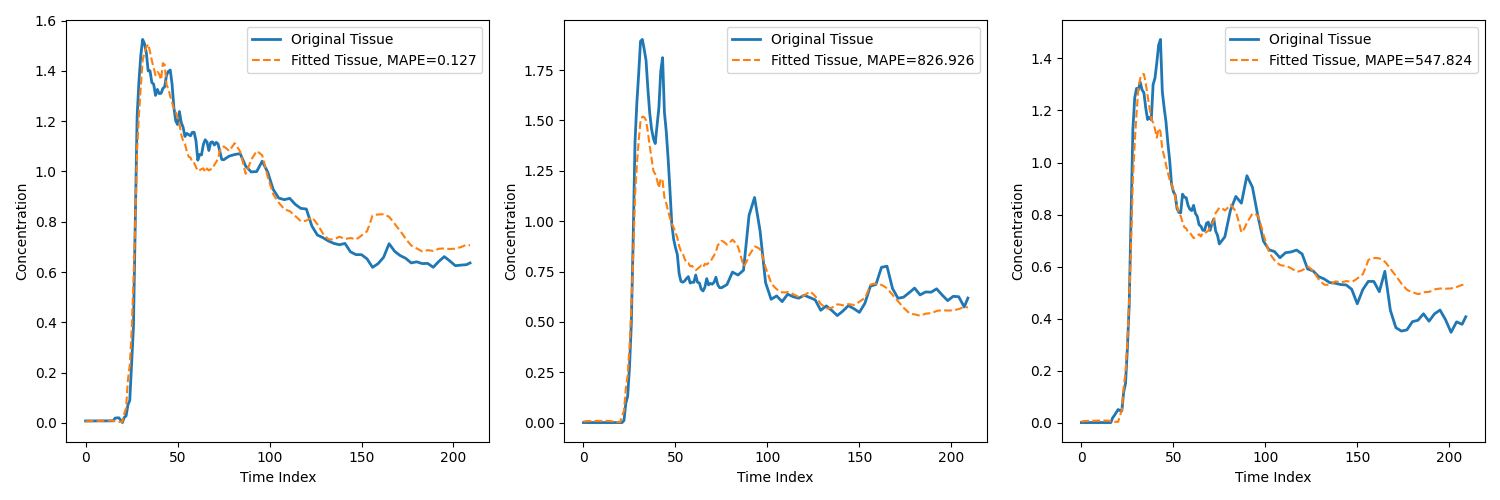 Original Tissue
Fitted Tissue, MAPE=0.127
Concentration
1.6
1.4
1.2
1.0
0.8
0.6
0.4
0.2
0.0
0 50 100 150 200
Time Index
Original Tissue
Fitted Tissue, MAPE=826.926
Concentration
1.75
1.50
1.25
1.00
0.75
0.50
0.25
0.00
0 50 100 150 200
Time Index
Original Tissue
Fitted Tissue, MAPE=547.824
Concentration
1.4
1.2
1.0
0.8
0.6
0.4
0.2
0.0
0 50 100 150 200
Time Index